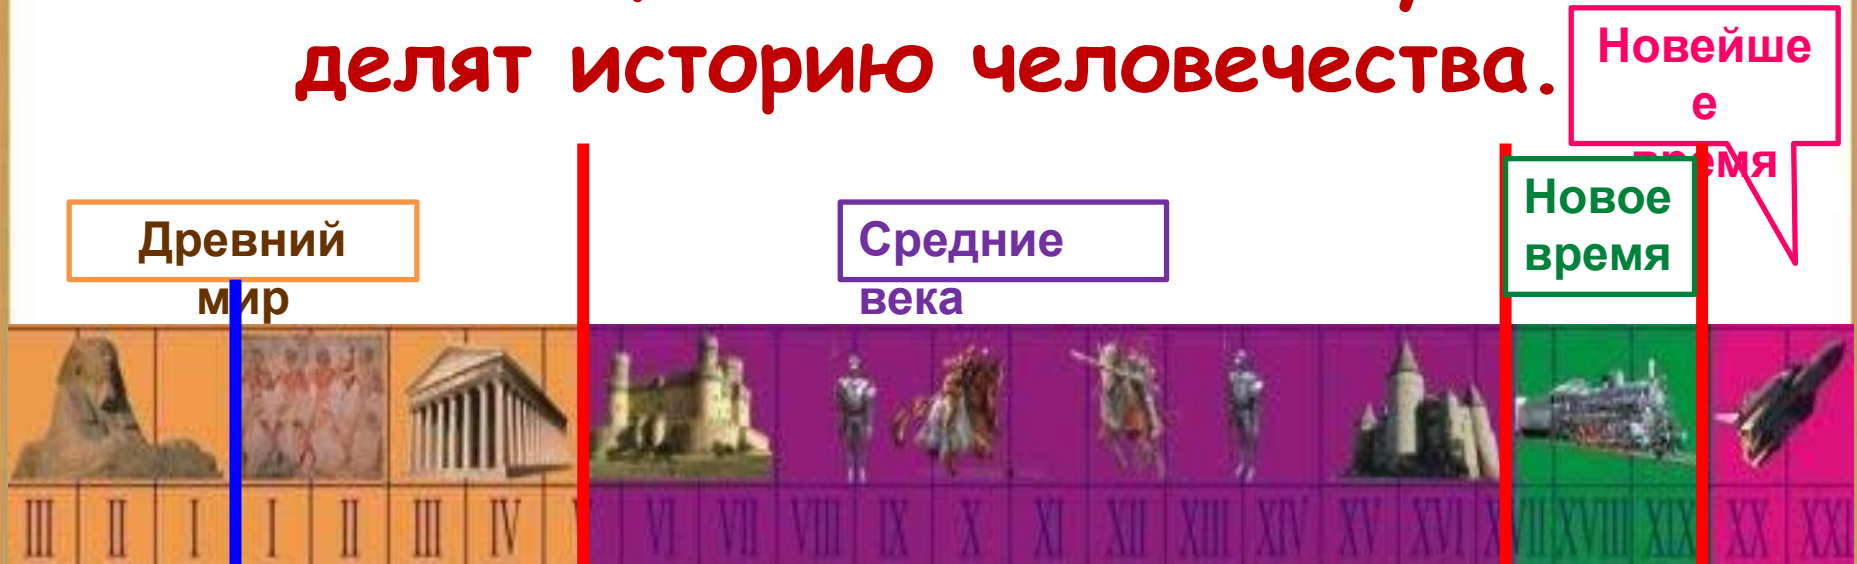 делят историю человечества.
Новейше
е
время
Древний
мир
Средние
века
Новое
время
III II I I II III IV V VI VII VIII IX X XI XII XIII XIV XV XVI XVII XVIII XIX XX XXI